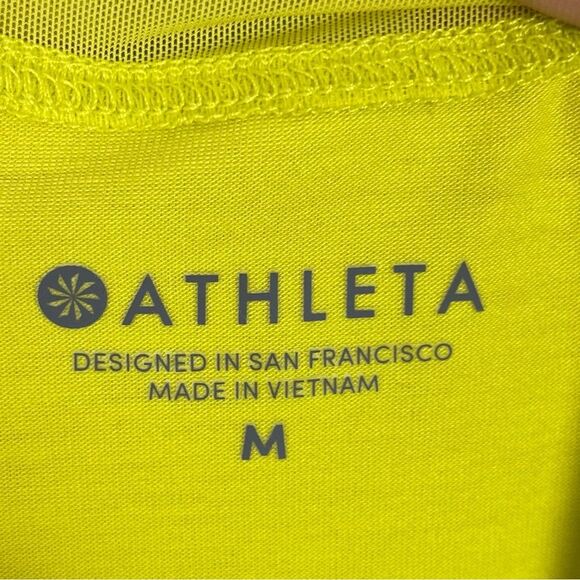 ATHLETA
DESIGNED IN SAN FRANCISCO
MADE IN VIETNAM
M